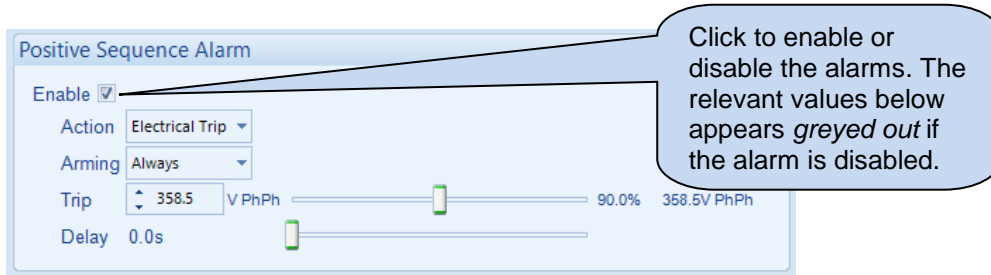 Positive Sequence Alarm
Enable
Action Electrical Trip
Arming Always
Trip 358.5 V PhPh 90.0% 358.5V PhPh
Delay 0.0s
Click to enable or
disable the alarms. The
relevant values below
appears greyed out if
the alarm is disabled.